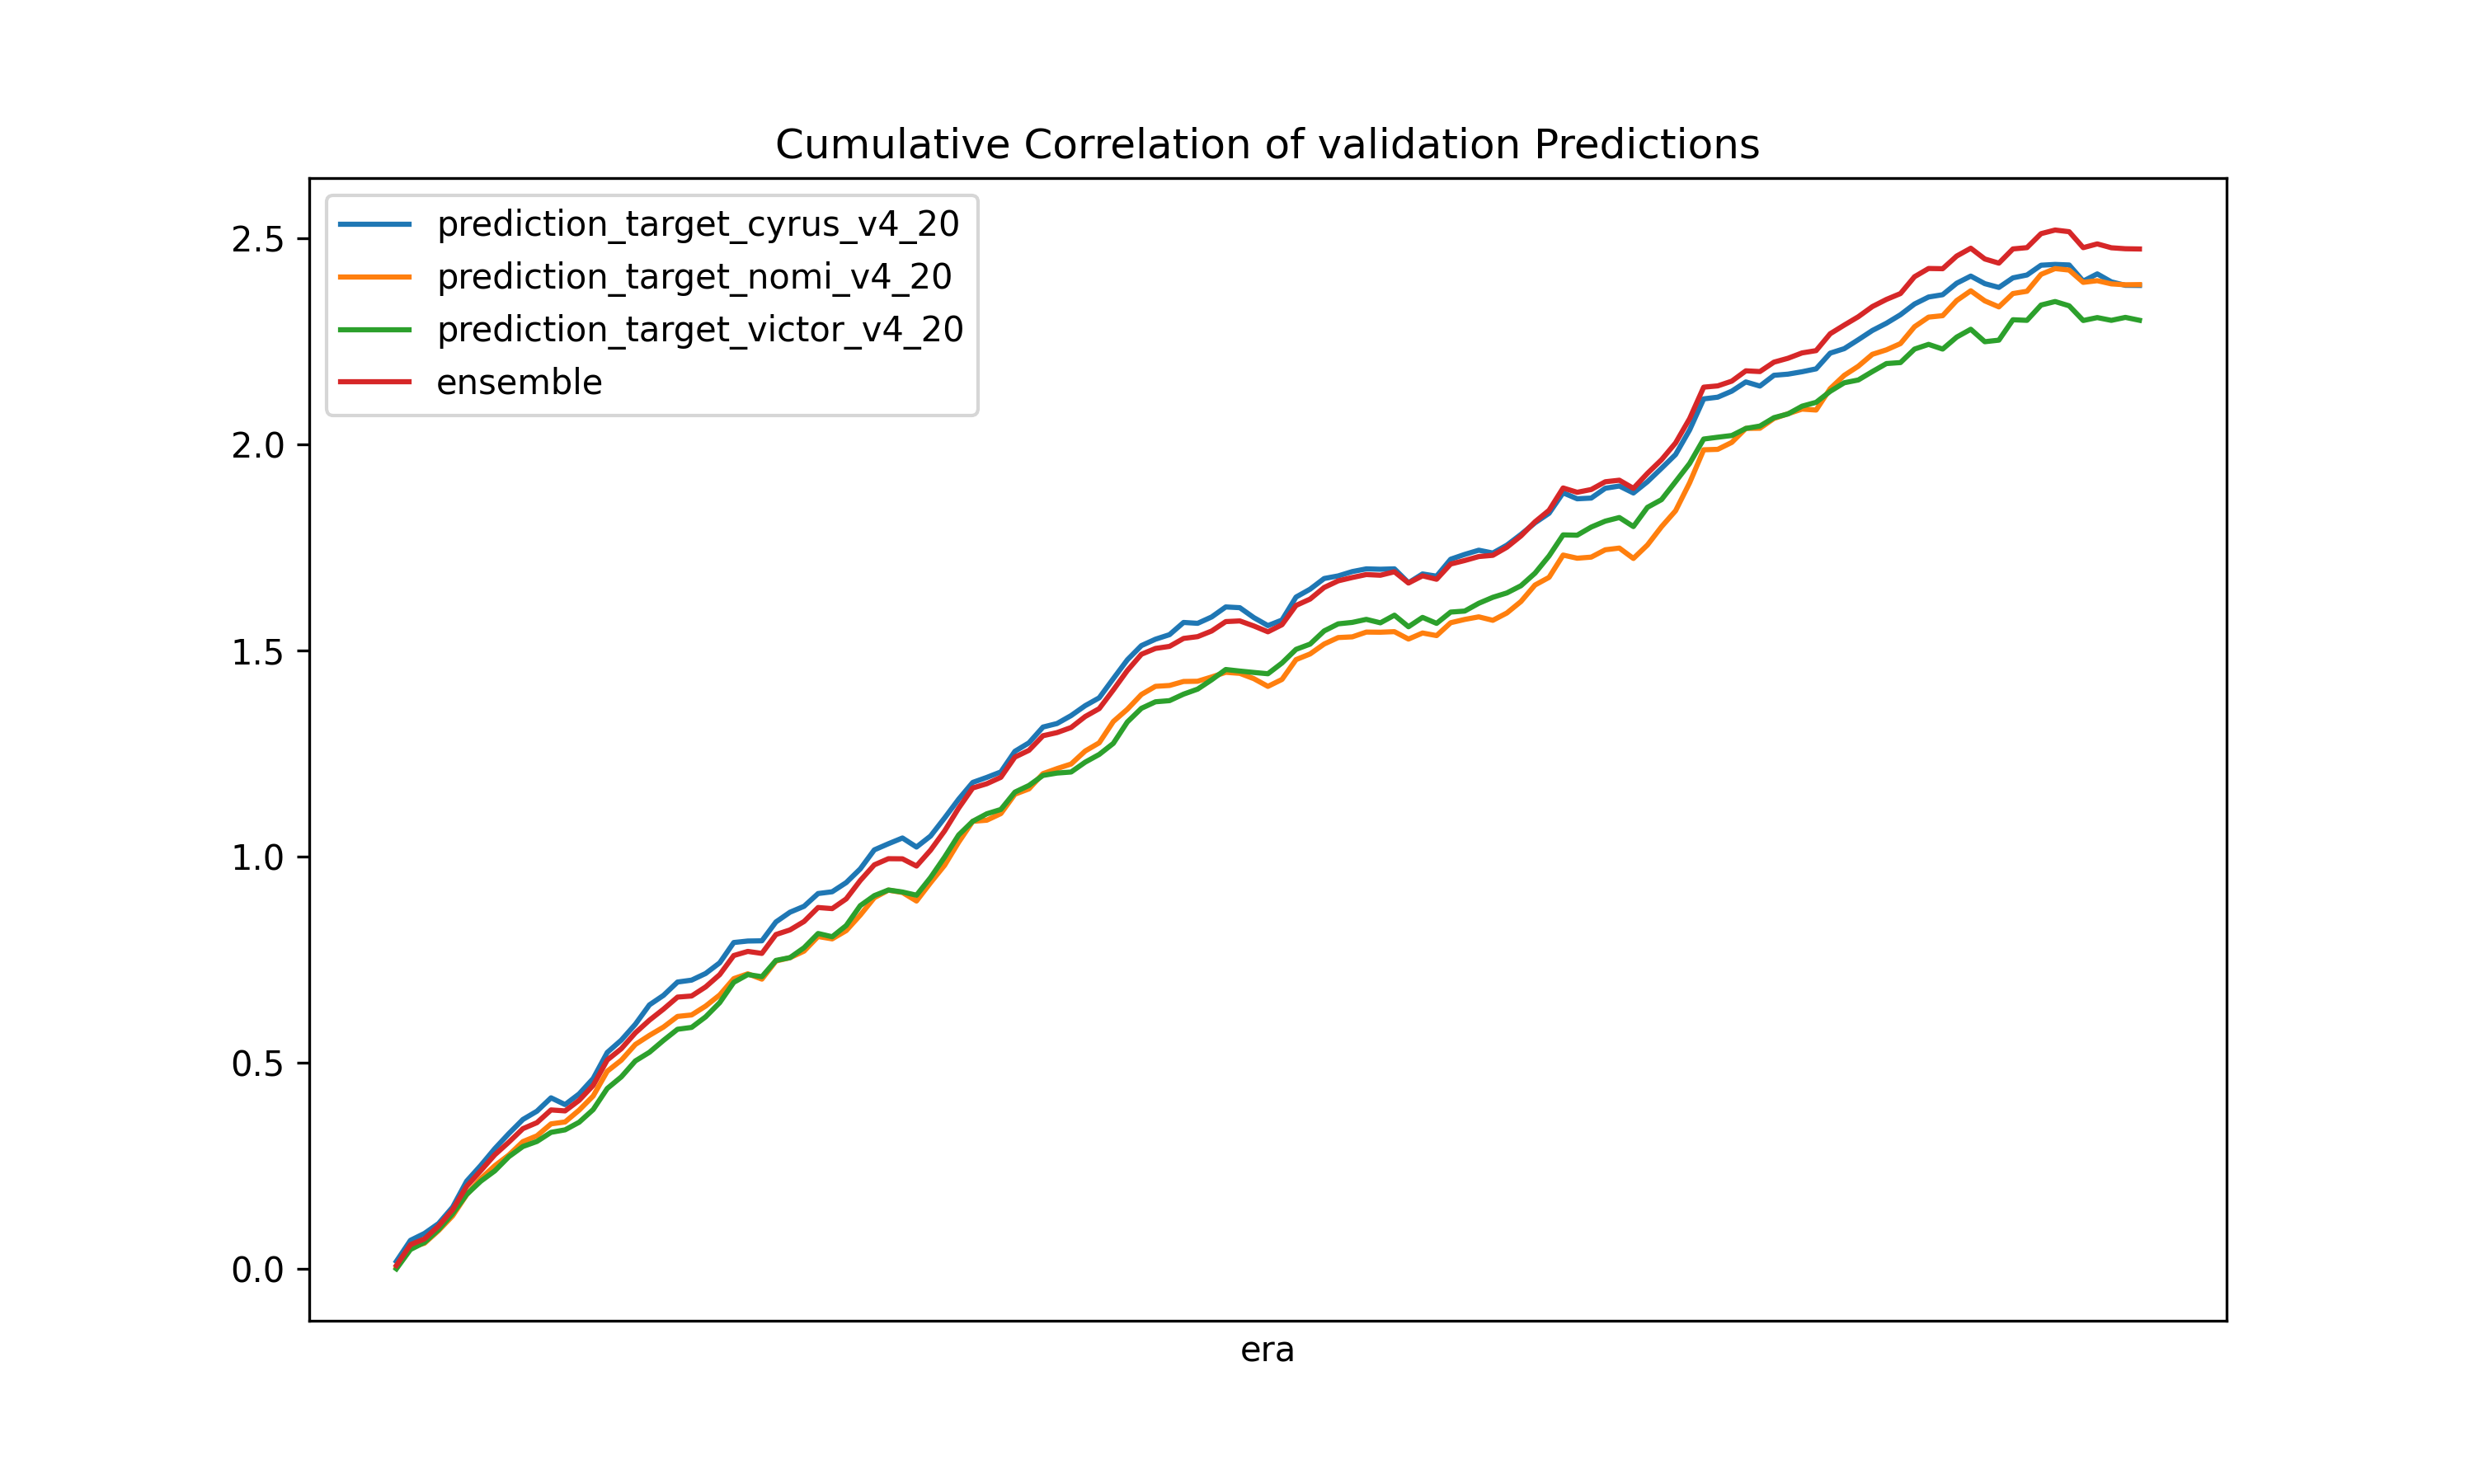 Cumulative Correlation of validation Predictions
prediction_target_cyrus_v4_20
prediction_target_nomi_v4_20
prediction_target_victor_v4_20
ensemble
2.5
2.0
1.5
1.0
0.5
0.0
era